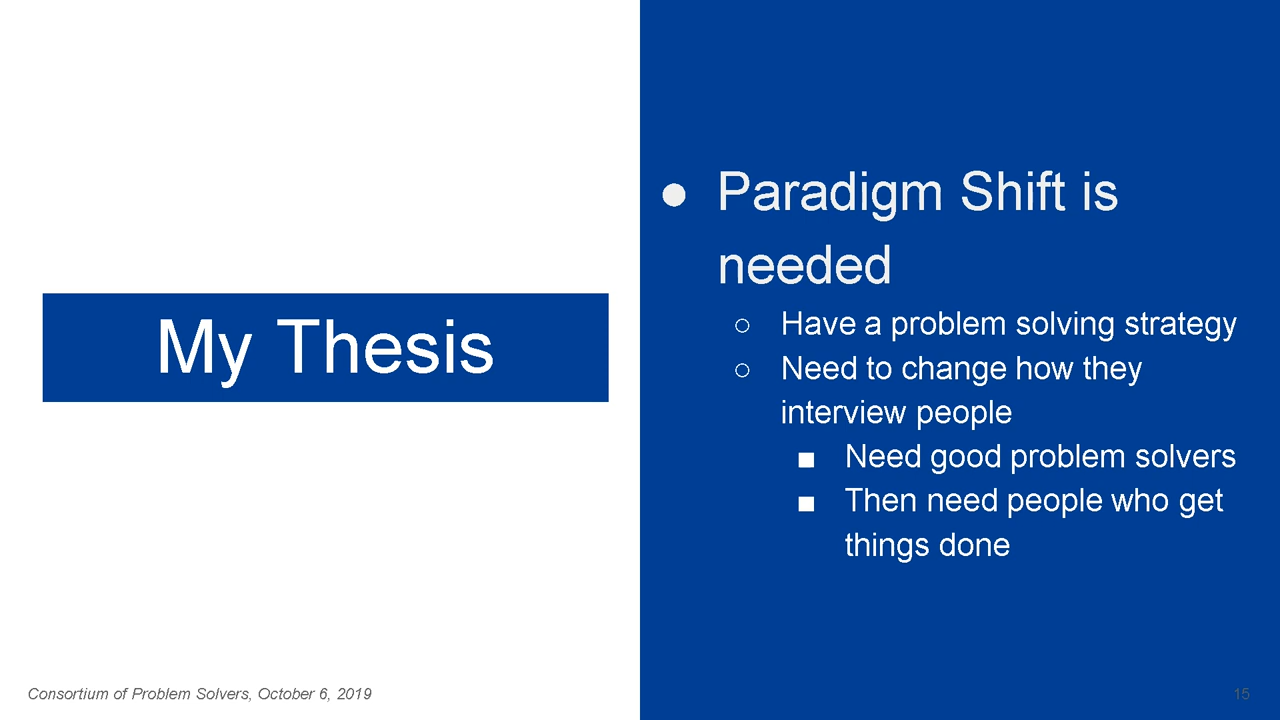 My Thesis
● Paradigm Shift is
needed
○ Have a problem solving strategy
○ Need to change how they
interview people
■ Need good problem solvers
■ Then need people who get
things done
Consortium of Problem Solvers, October 6, 2019
15